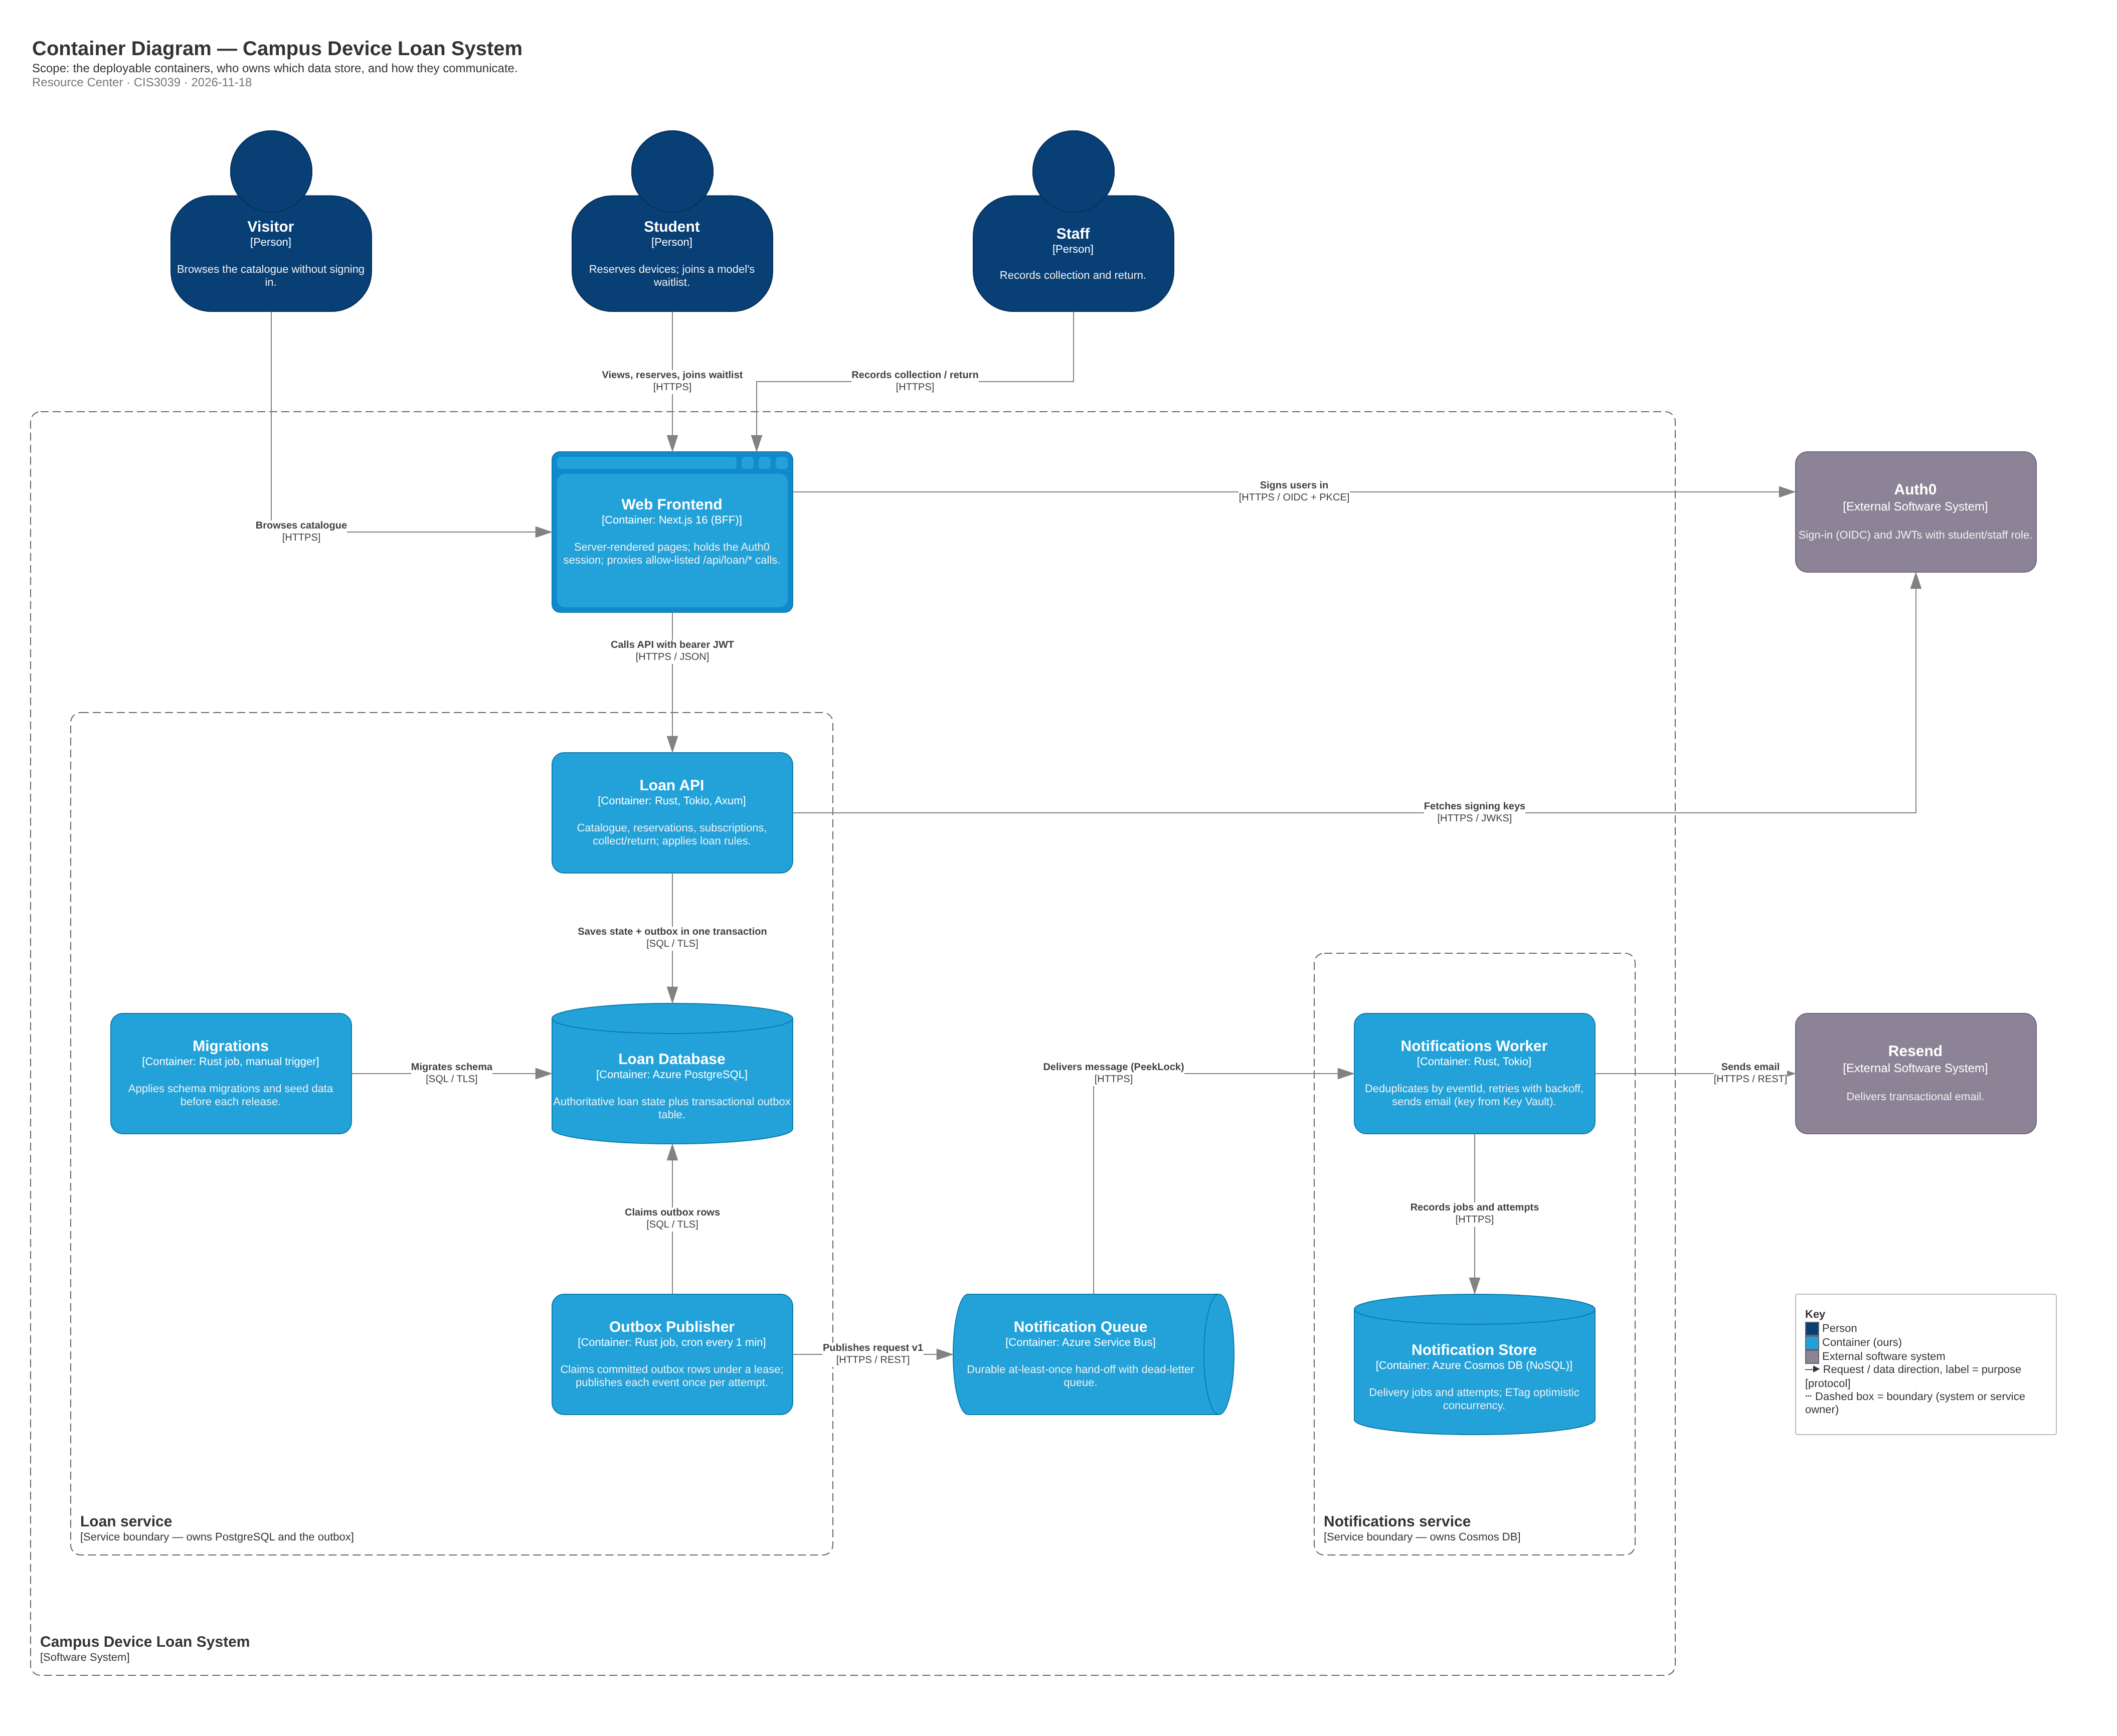 Container Diagram — Campus Device Loan System
Scope: the deployable containers, who owns which data store, and how they communicate.
Resource Center · CIS3039 · 2026-11-18
Visitor
[Person]
Browses the catalogue without signing
in.
Student
[Person]
Reserves devices; joins a model's
waitlist.
Staff
[Person]
Records collection and return.
Views, reserves, joins waitlist
[HTTPS]
Records collection / return
[HTTPS]
Browses catalogue
[HTTPS]
Web Frontend
[Container: Next.js 16 (BFF)]
Server-rendered pages; holds the Auth0
session; proxies allow-listed /api/loan/* calls.
Signs users in
[HTTPS / OIDC + PKCE]
Auth0
[External Software System]
Sign-in (OIDC) and JWTs with student/staff role.
Calls API with bearer JWT
[HTTPS / JSON]
Loan API
[Container: Rust, Tokio, Axum]
Catalogue, reservations, subscriptions,
collect/return; applies loan rules.
Fetches signing keys
[HTTPS / JWKS]
Saves state + outbox in one transaction
[SQL / TLS]
Migrations
[Container: Rust job, manual trigger]
Applies schema migrations and seed data
before each release.
Migrates schema
[SQL / TLS]
Loan Database
[Container: Azure PostgreSQL]
Authoritative loan state plus transactional outbox
table.
Delivers message (PeekLock)
[HTTPS]
Notifications Worker
[Container: Rust, Tokio]
Deduplicates by eventId, retries with backoff,
sends email (key from Key Vault).
Sends email
[HTTPS / REST]
Resend
[External Software System]
Delivers transactional email.
Claims outbox rows
[SQL / TLS]
Records jobs and attempts
[HTTPS]
Outbox Publisher
[Container: Rust job, cron every 1 min]
Claims committed outbox rows under a lease;
publishes each event once per attempt.
Publishes request v1
[HTTPS / REST]
Notification Queue
[Container: Azure Service Bus]
Durable at-least-once hand-off with dead-letter
queue.
Notification Store
[Container: Azure Cosmos DB (NoSQL)]
Delivery jobs and attempts; ETag optimistic
concurrency.
Key
Person
Container (ours)
External software system
Request / data direction, label = purpose
[protocol]
Dashed box = boundary (system or service
owner)
Loan service
[Service boundary — owns PostgreSQL and the outbox]
Notifications service
[Service boundary — owns Cosmos DB]
Campus Device Loan System
[Software System]